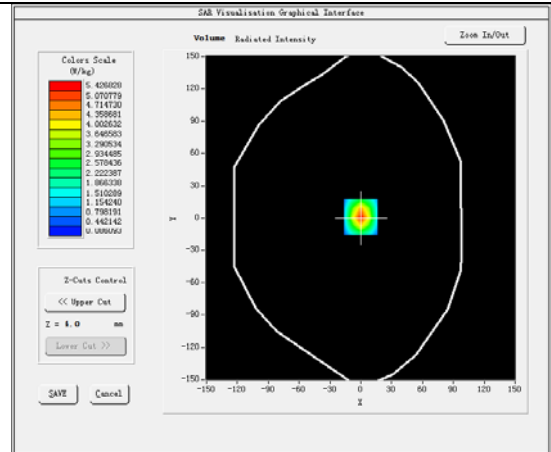 SAR Visualisation Graphical Interface
Volume Radiated Intensity
Zoom In/Out
Colors Scale
(W/kg)
5.426828
5.070779
4.714730
4.358681
4.002632
3.646583
3.290534
2.934485
2.578436
2.222387
1.866338
1.510289
1.154240
0.798191
0.442142
0.086093
Z-Cuts Control
<< Upper Cut
Z = 4.0 mm
Lower Cut >>
SAVE
Cancel
150
120
90
60
30
0
-30
-60
-90
-120
-150
Y
-150 -120 -90 -60 -30 0 30 60 90 120 150
X